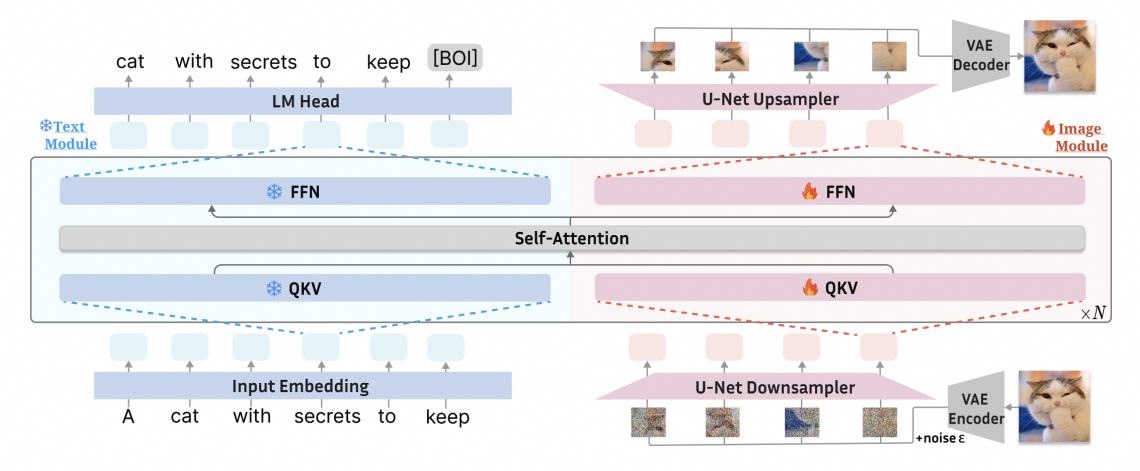 cat with secrets to keep [BOI]
LM Head
Text
Module
U-Net Upsampler
VAE
Decoder
Image
Module
FFN
FFN
Self-Attention
QKV
QKV
×N
Input Embedding
A cat with secrets to keep
U-Net Downsampler
VAE
Encoder
+noise ε